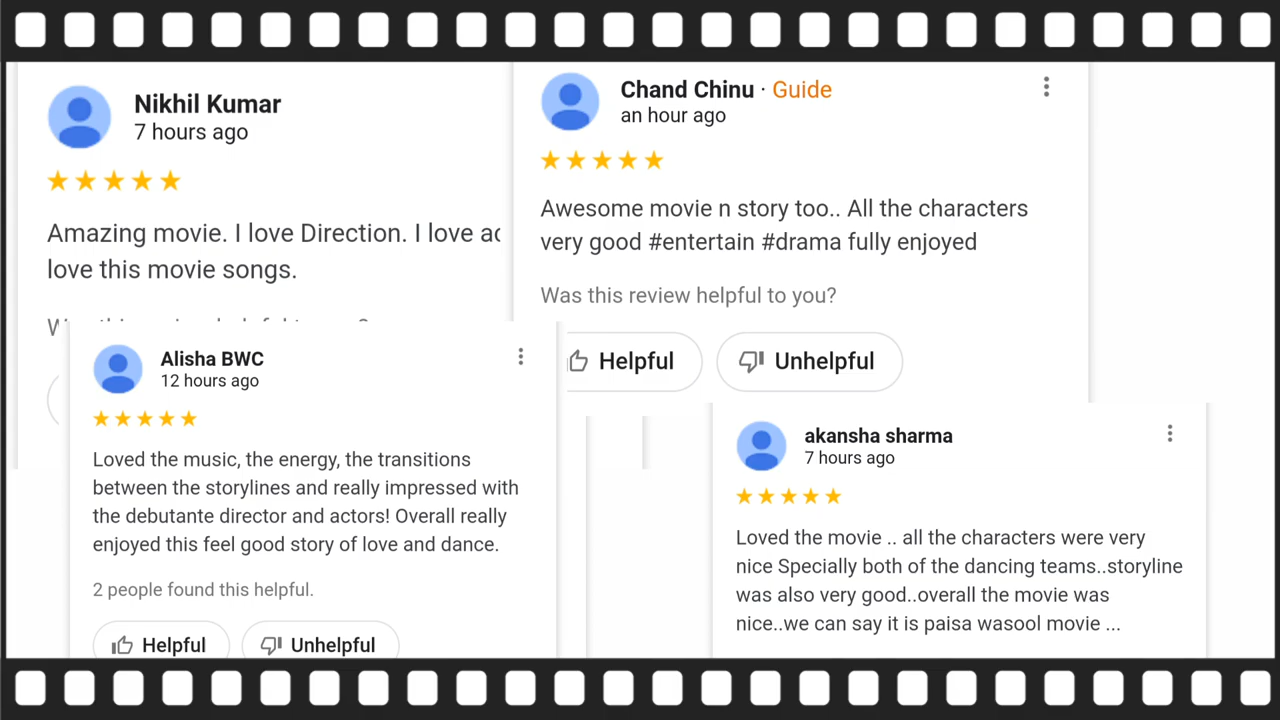 Nikhil Kumar
7 hours ago
Amazing movie. I love Direction. I love
love this movie songs.
Chand Chinu · Guide
an hour ago
Awesome movie n story too.. All the characters
very good #entertain #drama fully enjoyed
Was this review helpful to you?
Helpful
Unhelpful
Alisha BWC
12 hours ago
Loved the music, the energy, the transitions
between the storylines and really impressed with
the debutante director and actors! Overall really
enjoyed this feel good story of love and dance.
2 people found this helpful.
Helpful
Unhelpful
akansha sharma
7 hours ago
Loved the movie .. all the characters were very
nice Specially both of the dancing teams..storyline
was also very good..overall the movie was
nice..we can say it is paisa wasool movie ...